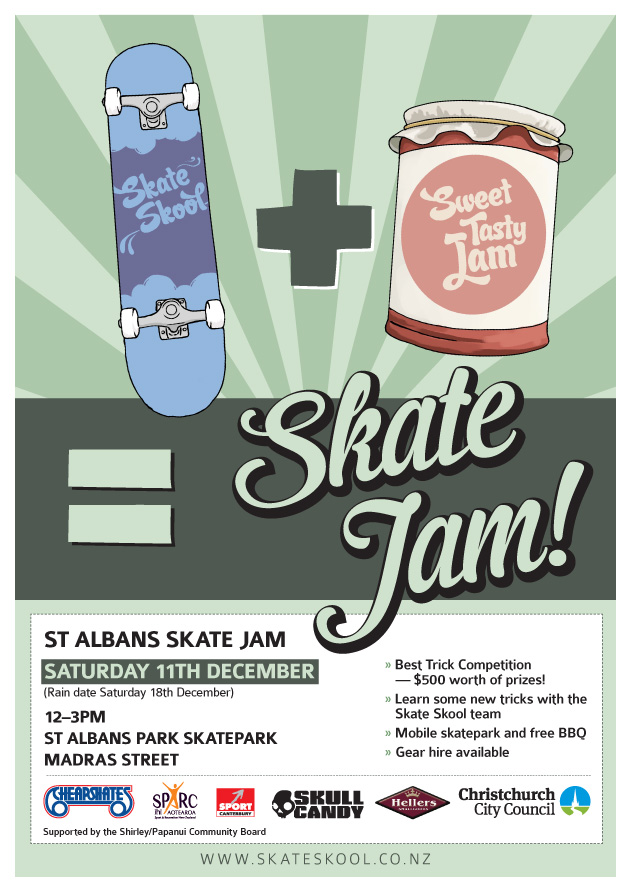 Skate
Skool
Sweet
Tasty
Jam
Skate
Jam!
ST ALBANS SKATE JAM
SATURDAY 11TH DECEMBER
(Rain date Saturday 18th December)
12–3PM
ST ALBANS PARK SKATEPARK
MADRAS STREET
» Best Trick Competition
— $500 worth of prizes!
» Learn some new tricks with the
Skate Skool team
» Mobile skatepark and free BBQ
» Gear hire available
CHEAPSKATES
SPARC
AOTEAROA
SPORT
CANTERBURY
SKULL
CANDY
Hellers
Christchurch
City Council
Supported by the Shirley/Papanui Community Board
WWW.SKATESKOOL.CO.NZ